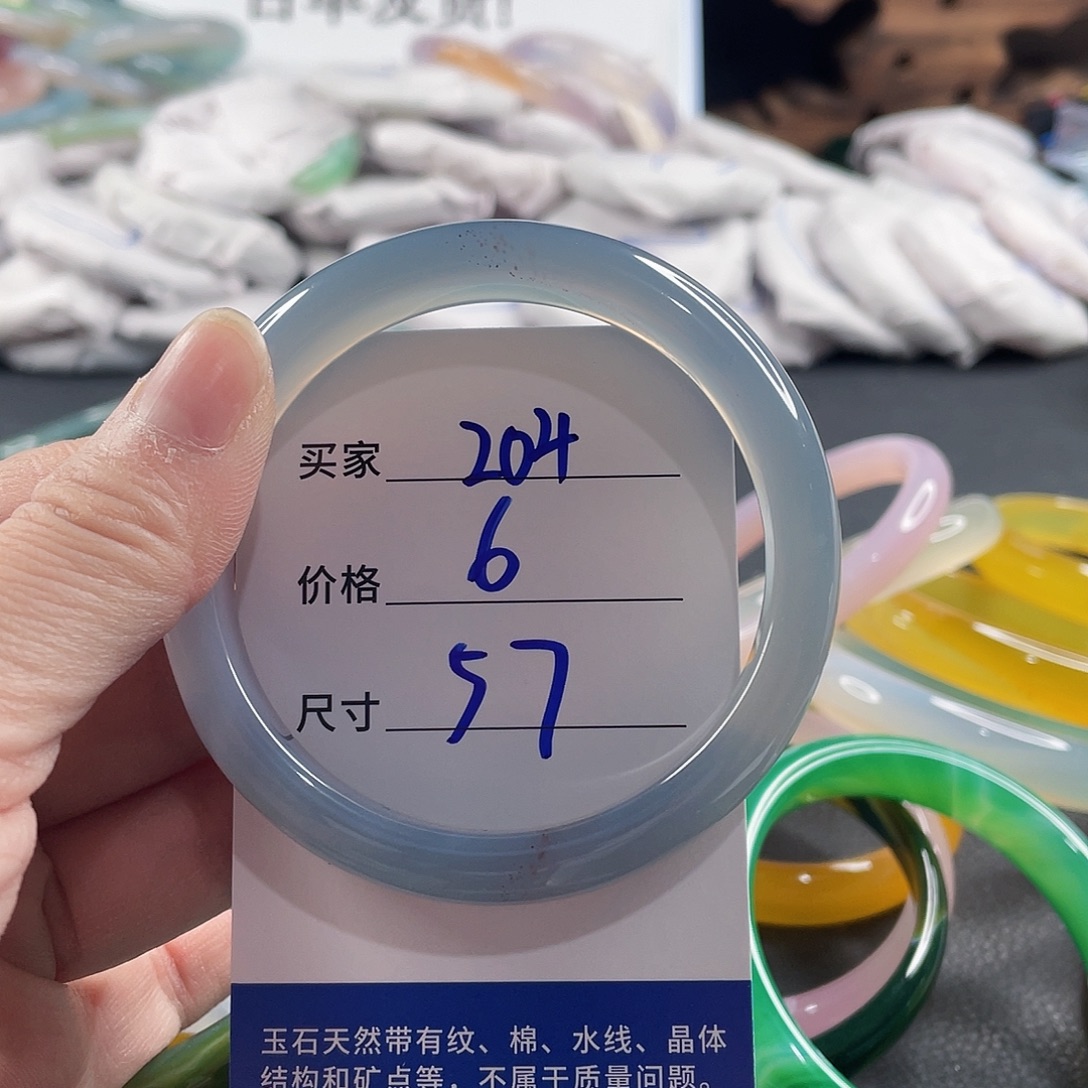 买家 204
价格 6
尺寸 57
玉石天然带有纹、棉、水线、晶体
结构和矿点等，不属于质量问题。